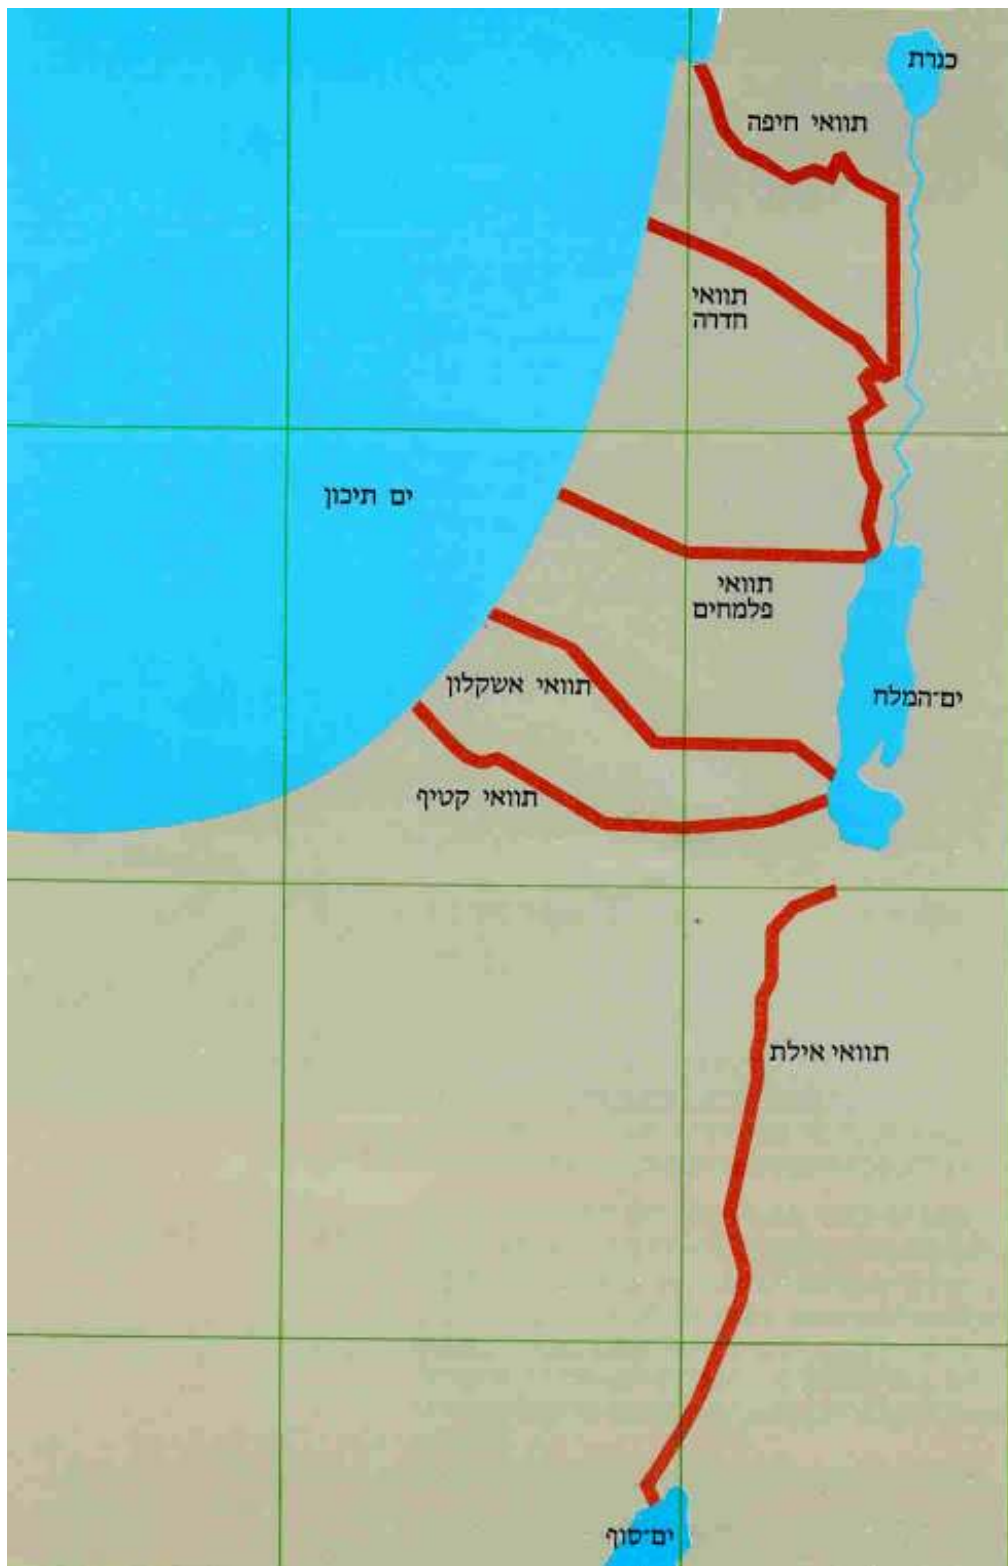 כנרת
תוואי חיפה
תוואי
חדרה
ים תיכון
תוואי
פלמחים
תוואי אשקלון
ים־המלח
תוואי קטיף
תוואי אילת
ים־סוף